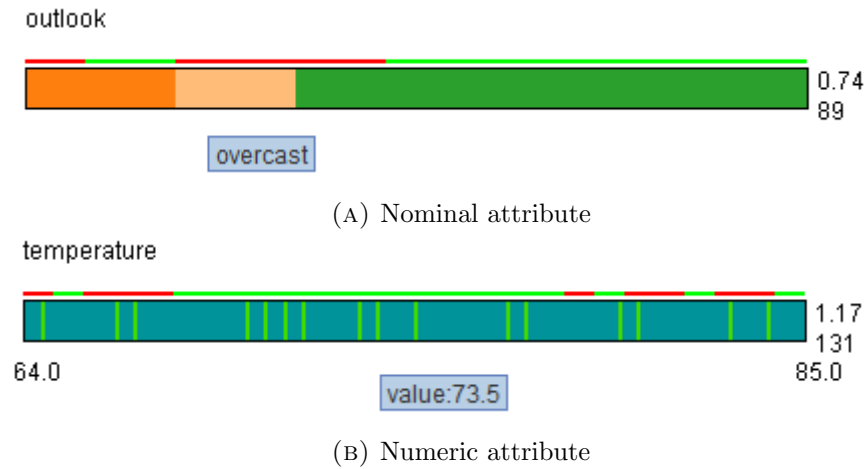 outlook
0.74
89
overcast
(A) Nominal attribute
temperature
1.17
131
64.0 85.0
value:73.5
(B) Numeric attribute